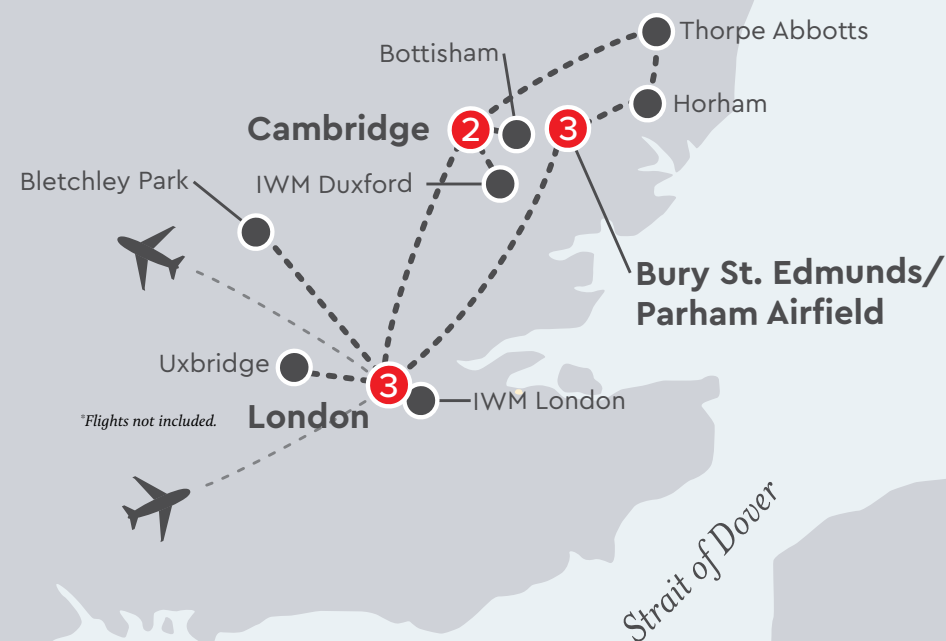 Thorpe Abbotts
Bottisham
Horham
Cambridge
2
3
Bletchley Park
IWM Duxford
Bury St. Edmunds/
Parham Airfield
Uxbridge
3
IWM London
London
*Flights not included.
Strait of Dover